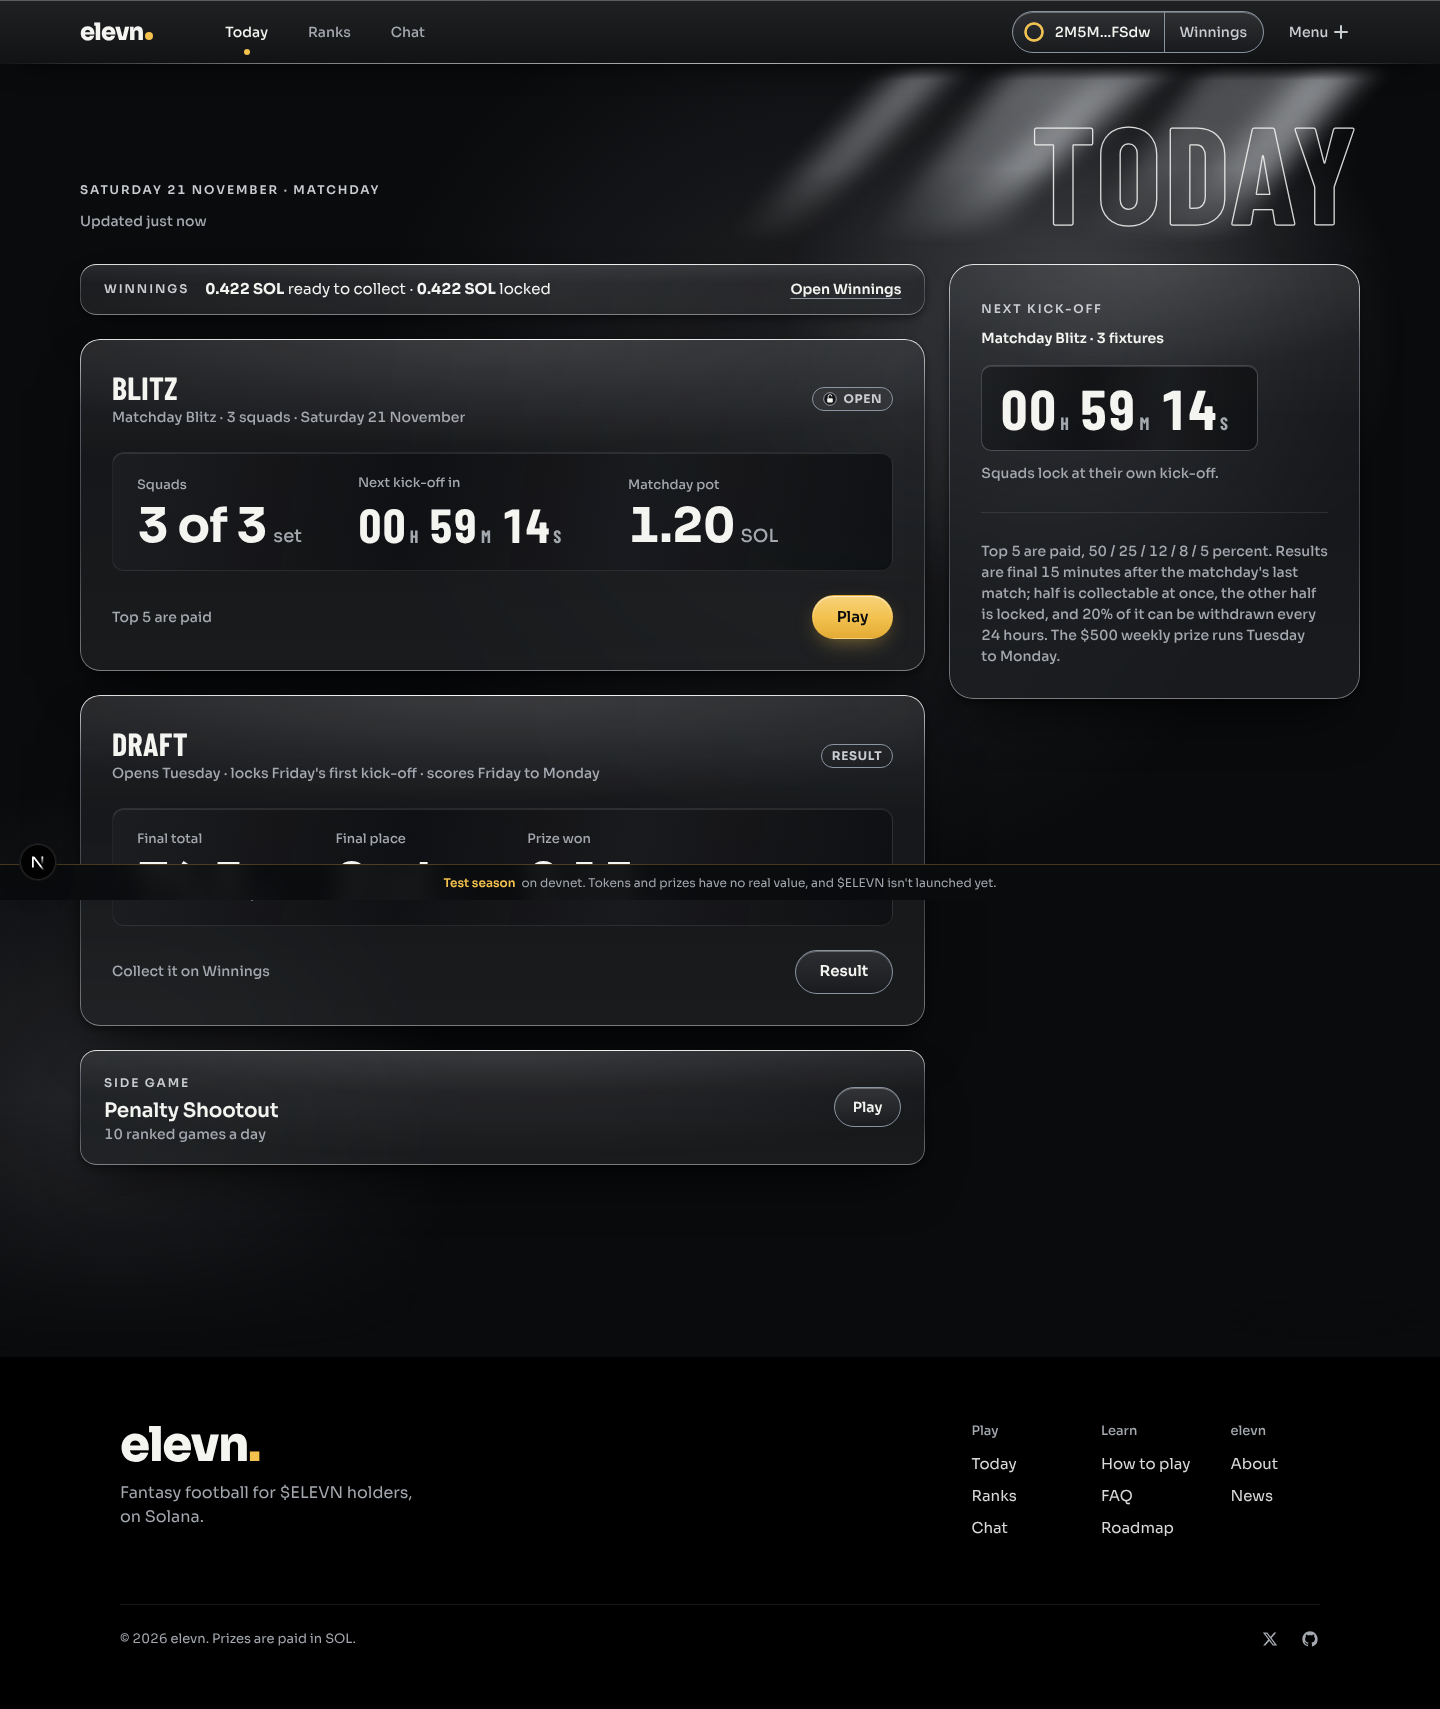 elevn.
Today
Ranks
Chat
2M5M...FSdw
Winnings
Menu
TODAY
SATURDAY 21 NOVEMBER · MATCHDAY
Updated just now
WINNINGS 0.422 SOL ready to collect · 0.422 SOL locked
Open Winnings
BLITZ
Matchday Blitz · 3 squads · Saturday 21 November
OPEN
Squads
3 of 3 set
Next kick-off in
00 H 59 M 14 S
Matchday pot
1.20 SOL
Top 5 are paid
Play
NEXT KICK-OFF
Matchday Blitz · 3 fixtures
00 H 59 M 14 S
Squads lock at their own kick-off.
Top 5 are paid, 50 / 25 / 12 / 8 / 5 percent. Results
are final 15 minutes after the matchday's last
match; half is collectable at once, the other half
is locked, and 20% of it can be withdrawn every
24 hours. The $500 weekly prize runs Tuesday
to Monday.
DRAFT
Opens Tuesday · locks Friday's first kick-off · scores Friday to Monday
RESULT
Final total
Final place
Prize won
N
Test season on devnet. Tokens and prizes have no real value, and $ELEVN isn't launched yet.
Collect it on Winnings
Result
SIDE GAME
Penalty Shootout
10 ranked games a day
Play
elevn.
Fantasy football for $ELEVN holders,
on Solana.
Play
Today
Ranks
Chat
Learn
How to play
FAQ
Roadmap
elevn
About
News
© 2026 elevn. Prizes are paid in SOL.